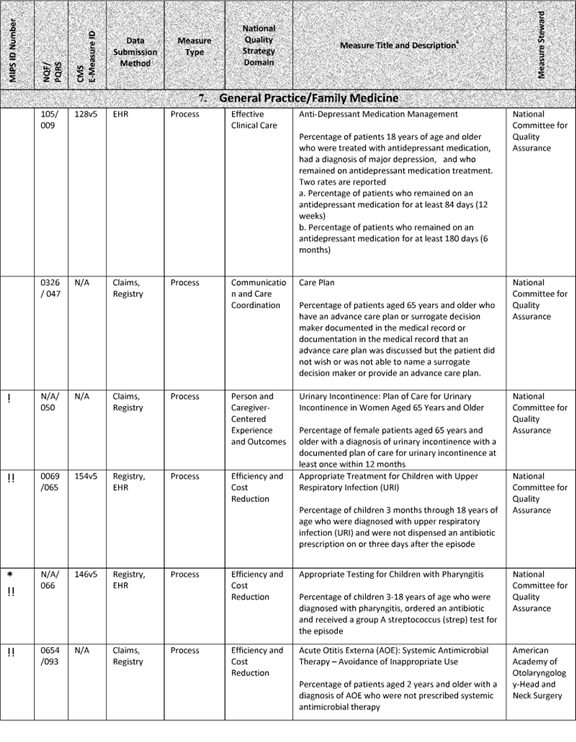 MIPS ID Number
NQF/
PQRS
CMS
E-Measure ID
Data
Submission
Method
Measure
Type
National
Quality
Strategy
Domain
Measure Title and Description*
Measure Steward
7. General Practice/Family Medicine
105/
009
128v5
EHR
Process
Effective
Clinical Care
Anti-Depressant Medication Management
Percentage of patients 18 years of age and older
who were treated with antidepressant medication,
had a diagnosis of major depression, and who
remained on antidepressant medication treatment.
Two rates are reported
a. Percentage of patients who remained on an
antidepressant medication for at least 84 days (12
weeks)
b. Percentage of patients who remained on an
antidepressant medication for at least 180 days (6
months)
National
Committee for
Quality
Assurance
0326
/ 047
N/A
Claims,
Registry
Process
Communicatio
n and Care
Coordination
Care Plan
Percentage of patients aged 65 years and older who
have an advance care plan or surrogate decision
maker documented in the medical record or
documentation in the medical record that an
advance care plan was discussed but the patient did
not wish or was not able to name a surrogate
decision maker or provide an advance care plan.
National
Committee for
Quality
Assurance
!
N/A/
050
N/A
Claims,
Registry
Process
Person and
Caregiver-
Centered
Experience
and Outcomes
Urinary Incontinence: Plan of Care for Urinary
Incontinence in Women Aged 65 Years and Older
Percentage of female patients aged 65 years and
older with a diagnosis of urinary incontinence with a
documented plan of care for urinary incontinence at
least once within 12 months
National
Committee for
Quality
Assurance
!!
0069
/065
154v5
Registry,
EHR
Process
Efficiency and
Cost
Reduction
Appropriate Treatment for Children with Upper
Respiratory Infection (URI)
Percentage of children 3 months through 18 years of
age who were diagnosed with upper respiratory
infection (URI) and were not dispensed an antibiotic
prescription on or three days after the episode
National
Committee for
Quality
Assurance
*
!!
N/A/
066
146v5
Registry,
EHR
Process
Efficiency and
Cost
Reduction
Appropriate Testing for Children with Pharyngitis
Percentage of children 3-18 years of age who were
diagnosed with pharyngitis, ordered an antibiotic
and received a group A streptococcus (strep) test for
the episode
National
Committee for
Quality
Assurance
!!
0654
/093
N/A
Claims,
Registry
Process
Efficiency and
Cost
Reduction
Acute Otitis Externa (AOE): Systemic Antimicrobial
Therapy – Avoidance of Inappropriate Use
Percentage of patients aged 2 years and older with a
diagnosis of AOE who were not prescribed systemic
antimicrobial therapy
American
Academy of
Otolaryngolog
y-Head and
Neck Surgery